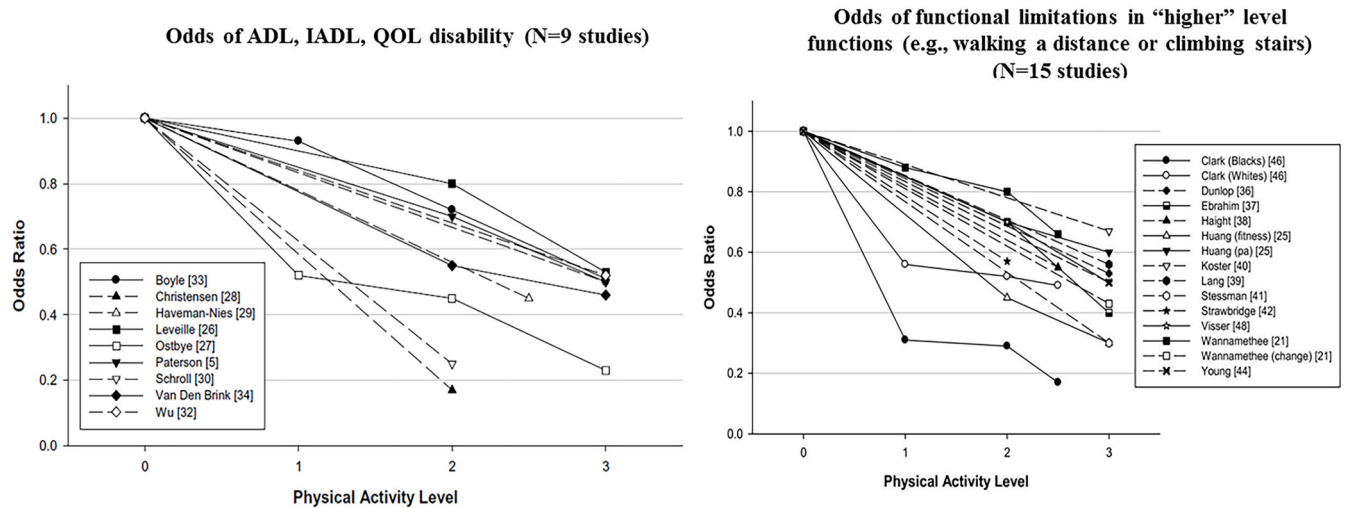 Odds of ADL, IADL, QOL disability (N=9 studies)
1.0
0.8
0.6
0.4
0.2
0.0
Odds Ratio
0
1
2
3
Physical Activity Level
Boyle [33]
Christensen [28]
Haveman-Nies [29]
Leveille [26]
Ostbye [27]
Paterson [5]
Schroll [30]
Van Den Brink [34]
Wu [32]
Odds of functional limitations in “higher” level
functions (e.g., walking a distance or climbing stairs)
(N=15 studies)
1.0
0.8
0.6
0.4
0.2
0.0
Odds Ratio
0
1
2
3
Physical Activity Level
Clark (Blacks) [46]
Clark (Whites) [46]
Dunlop [36]
Ebrahim [37]
Haight [38]
Huang (fitness) [25]
Huang (pa) [25]
Koster [40]
Lang [39]
Stessman [41]
Strawbridge [42]
Visser [48]
Wannamethee [21]
Wannamethee (change) [21]
Young [44]